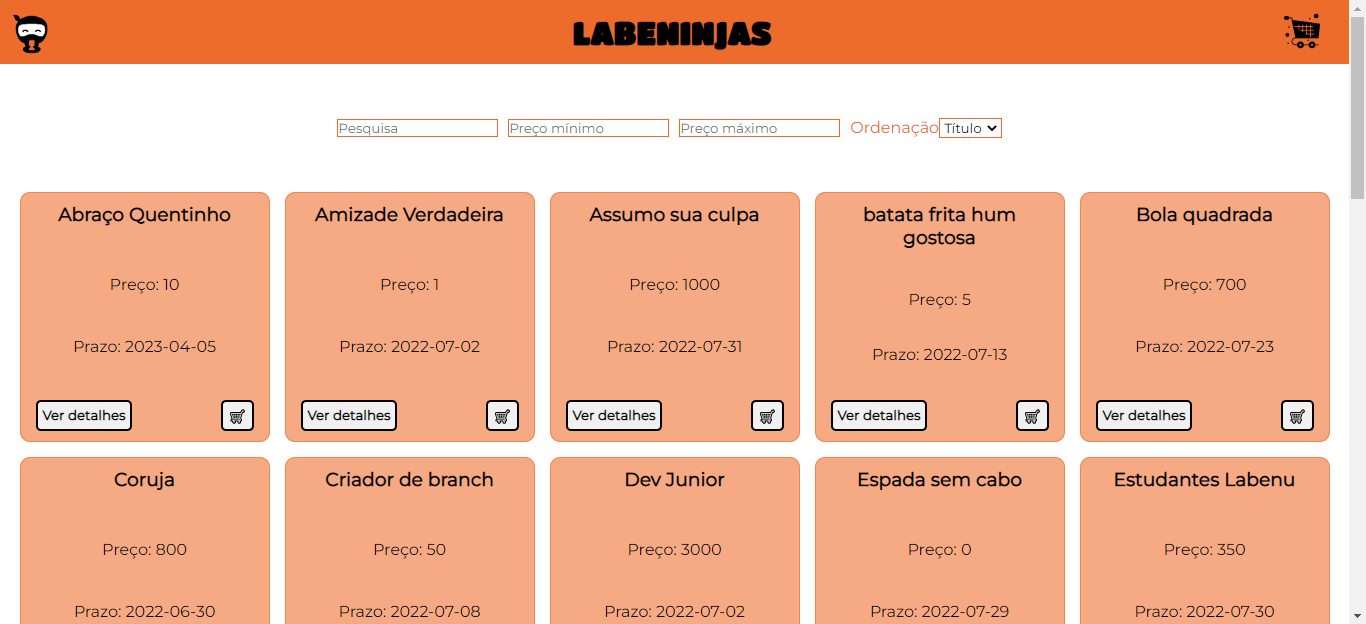 LABENINJAS
Pesquisa
Preço mínimo
Preço máximo
Ordenação
Título
Abraço Quentinho
Preço: 10
Prazo: 2023-04-05
Ver detalhes
Amizade Verdadeira
Preço: 1
Prazo: 2022-07-02
Ver detalhes
Assumo sua culpa
Preço: 1000
Prazo: 2022-07-31
Ver detalhes
batata frita hum
gostosa
Preço: 5
Prazo: 2022-07-13
Ver detalhes
Bola quadrada
Preço: 700
Prazo: 2022-07-23
Ver detalhes
Coruja
Preço: 800
Prazo: 2022-06-30
Criador de branch
Preço: 50
Prazo: 2022-07-08
Dev Junior
Preço: 3000
Prazo: 2022-07-02
Espada sem cabo
Preço: 0
Prazo: 2022-07-29
Estudantes Labenu
Preço: 350
Prazo: 2022-07-30